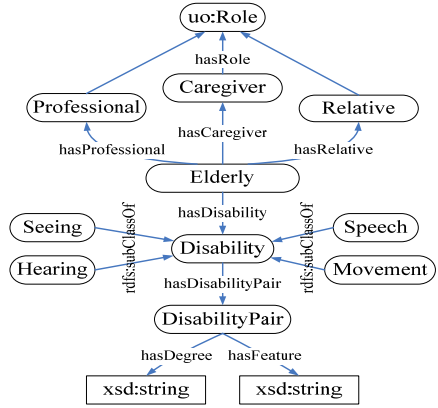 uo:Role
hasRole
Professional
Caregiver
Relative
hasCaregiver
hasProfessional
hasRelative
Elderly
hasDisability
Seeing
rdfs:subClassOf
rdfs:subClassOf
Speech
Disability
Hearing
Movement
hasDisabilityPair
DisabilityPair
hasDegree
hasFeature
xsd:string
xsd:string